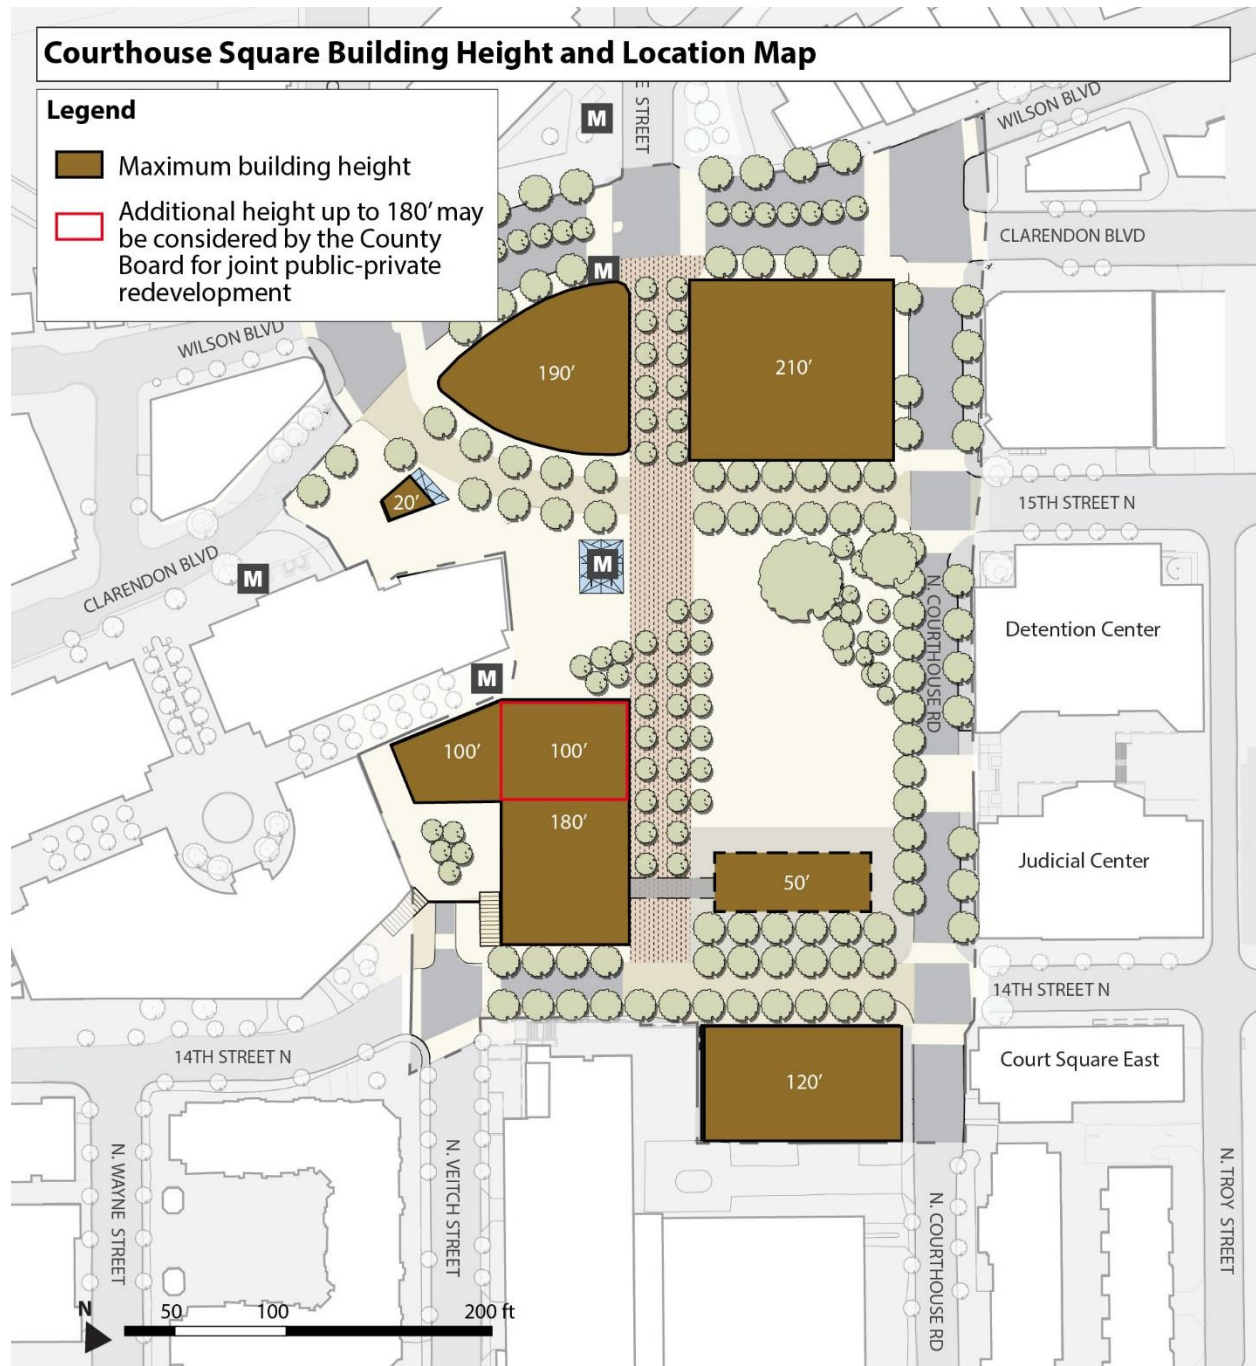 Courthouse Square Building Height and Location Map
Legend
Maximum building height
Additional height up to 180’ may
be considered by the County
Board for joint public-private
redevelopment
M
E STREET
WILSON BLVD
CLARENDON BLVD
M
WILSON BLVD
190’
210’
20’
15TH STREET N
M
M
CLARENDON BLVD
N. COURTHOUSE RD
Detention Center
M
100’
100’
180’
50’
Judicial Center
14TH STREET N
14TH STREET N
120’
Court Square East
N. WAYNE STREET
N. VEITCH STREET
N. COURTHOUSE RD
N. TROY STREET
N
50
100
200 ft